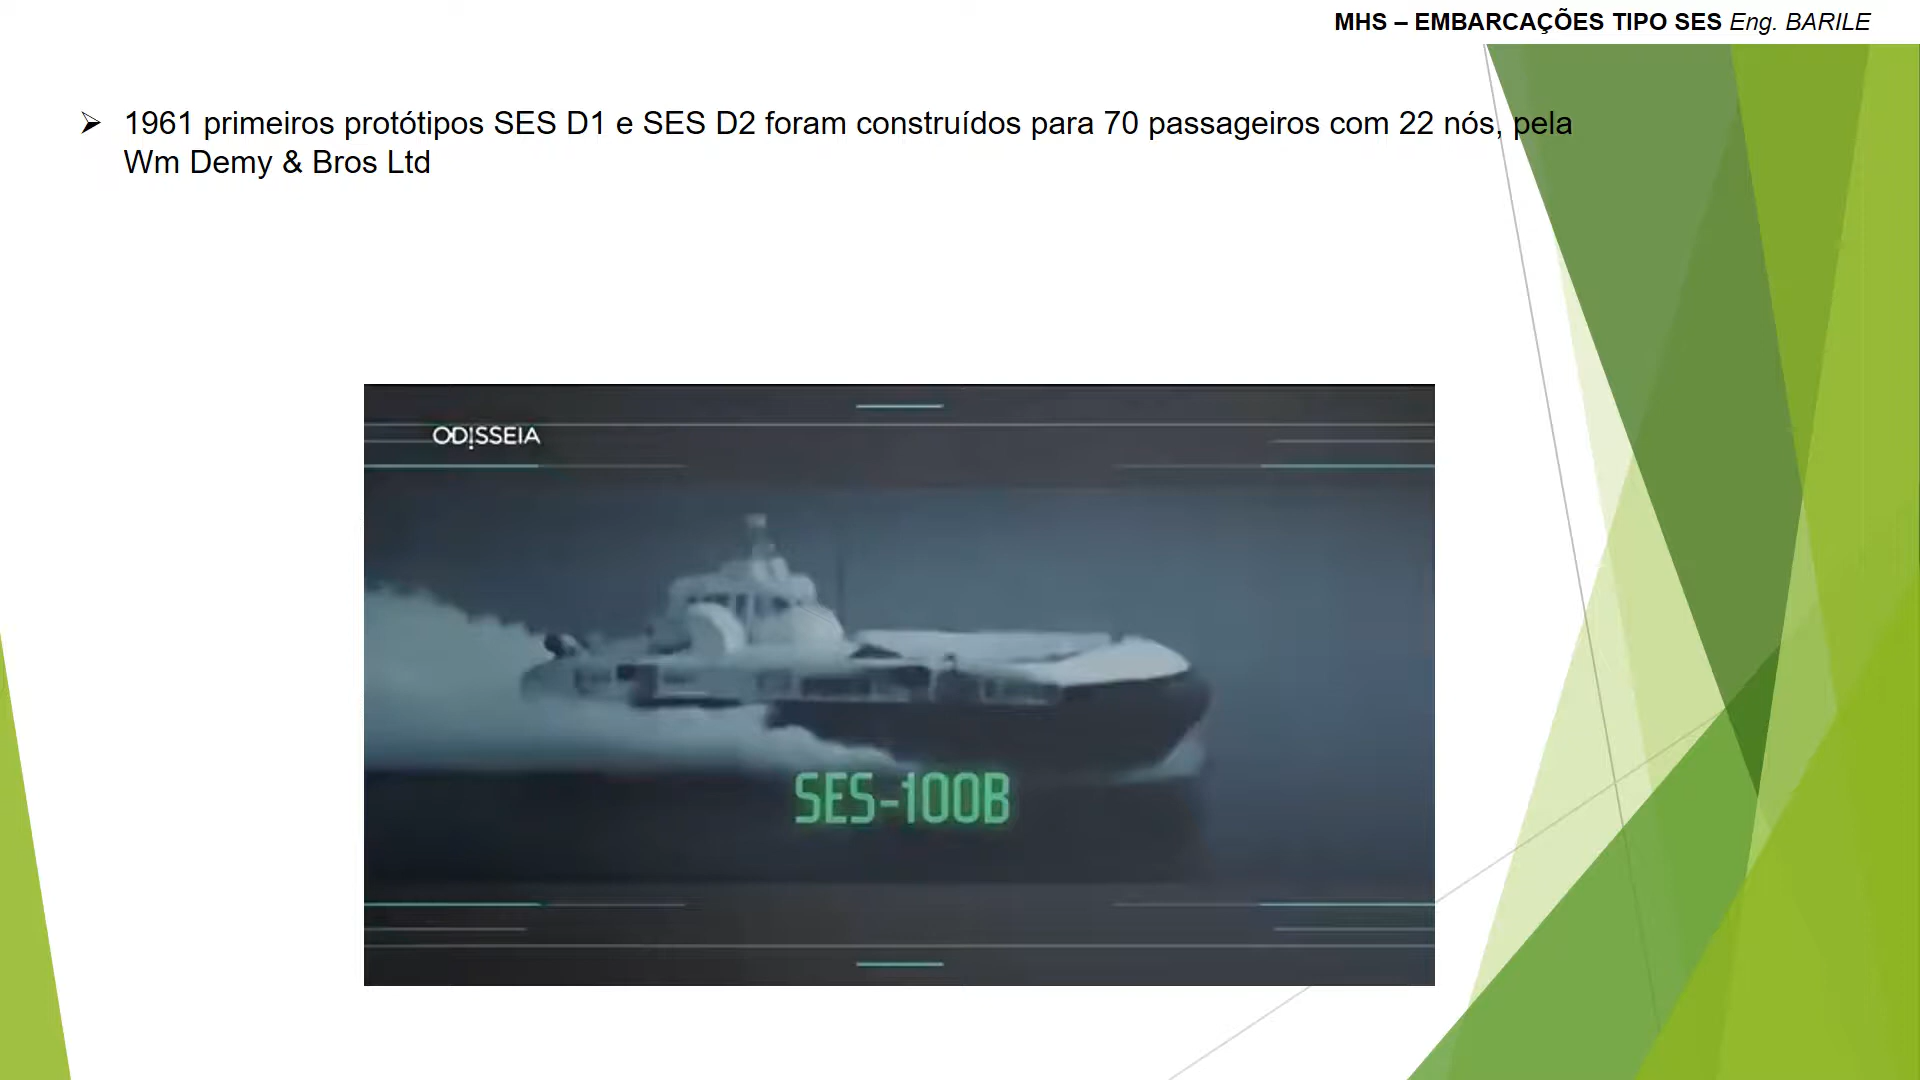 MHS – EMBARCAÇÕES TIPO SES Eng. BARILE
➢ 1961 primeiros protótipos SES D1 e SES D2 foram construídos para 70 passageiros com 22 nós, pela
Wm Demy & Bros Ltd
ODISSEIA
SES-100B